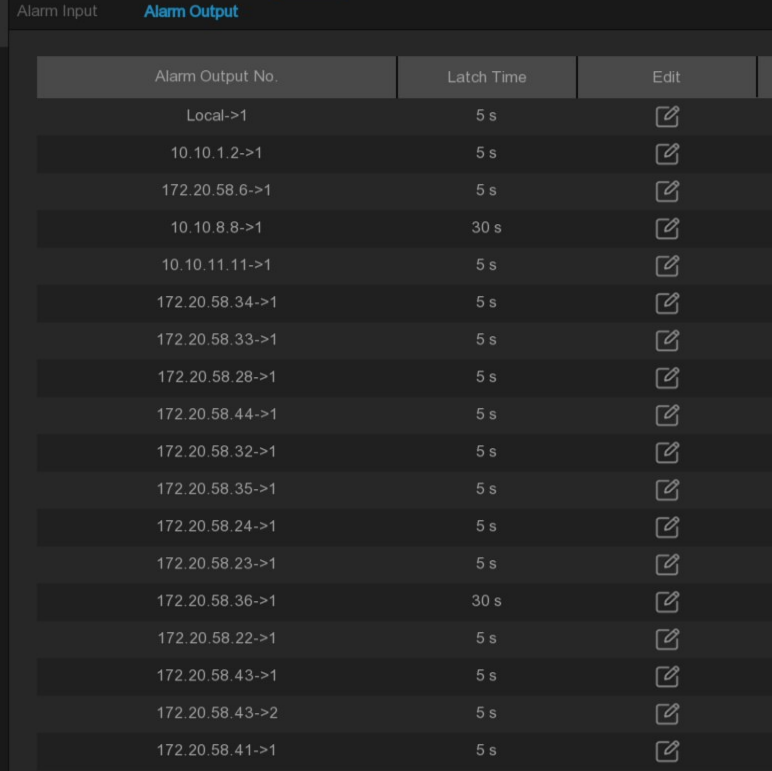 Alarm Input Alarm Output
Alarm Output No. Latch Time Edit
Local->1 5 s
10.10.1.2->1 5 s
172.20.58.6->1 5 s
10.10.8.8->1 30 s
10.10.11.11->1 5 s
172.20.58.34->1 5 s
172.20.58.33->1 5 s
172.20.58.28->1 5 s
172.20.58.44->1 5 s
172.20.58.32->1 5 s
172.20.58.35->1 5 s
172.20.58.24->1 5 s
172.20.58.23->1 5 s
172.20.58.36->1 30 s
172.20.58.22->1 5 s
172.20.58.43->1 5 s
172.20.58.43->2 5 s
172.20.58.41->1 5 s